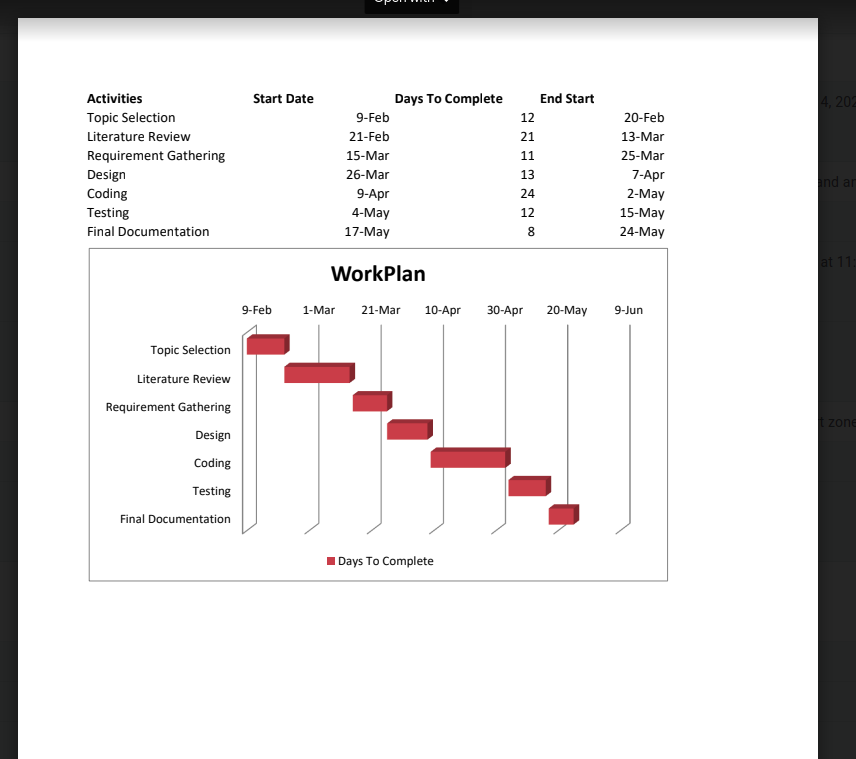 Open with
4, 202
Activities Start Date Days To Complete End Start
Topic Selection 9-Feb 12 20-Feb
Literature Review 21-Feb 21 13-Mar
Requirement Gathering 15-Mar 11 25-Mar
Design 26-Mar 13 7-Apr
Coding 9-Apr 24 2-May
Testing 4-May 12 15-May
Final Documentation 17-May 8 24-May
and ar
at 11:
WorkPlan
9-Feb 1-Mar 21-Mar 10-Apr 30-Apr 20-May 9-Jun
Topic Selection
Literature Review
Requirement Gathering
t zone
Design
Coding
Testing
Final Documentation
Days To Complete